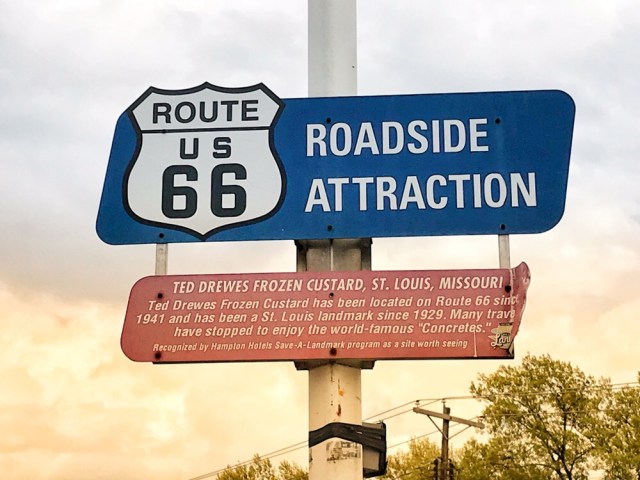 ROUTE
US
66
ROADSIDE
ATTRACTION
TED DREWES FROZEN CUSTARD, ST. LOUIS, MISSOURI
Ted Drewes Frozen Custard has been located on Route 66 sinc
1941 and has been a St. Louis landmark since 1929. Many trave
have stopped to enjoy the world-famous "Concretes."
Recognized by Hampton Hotels Save-A-Landmark program as a site worth seeing